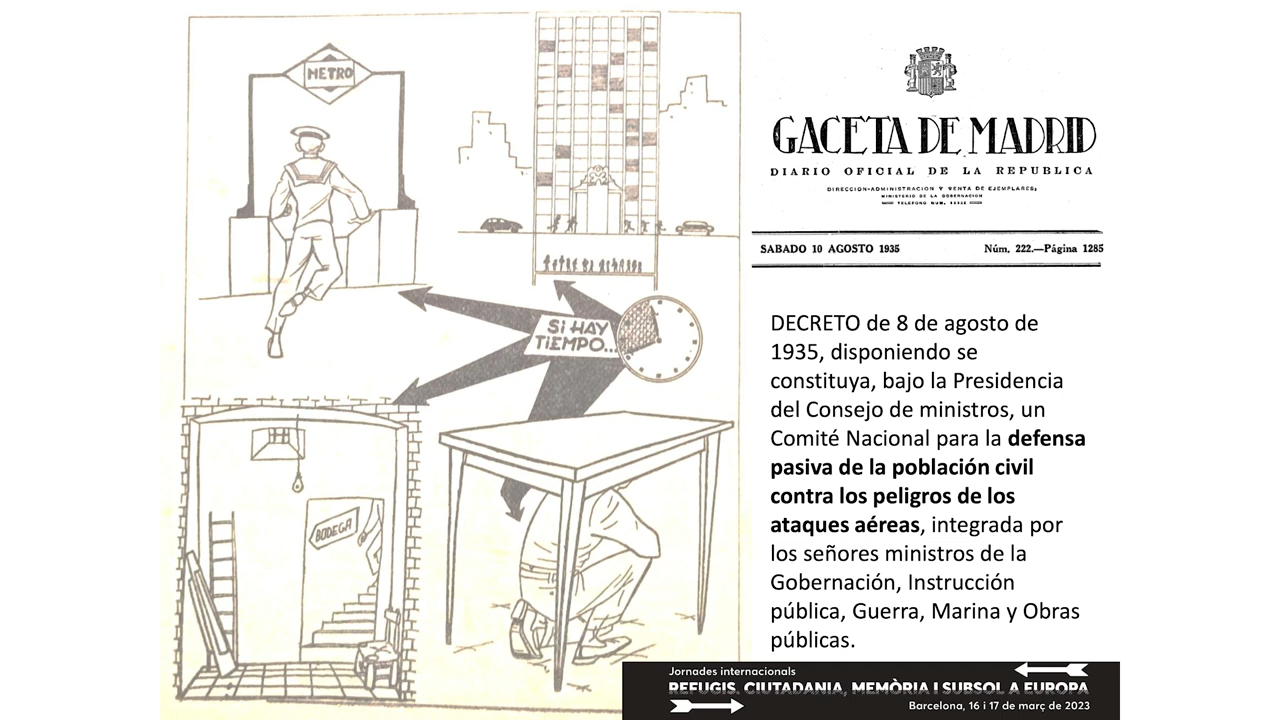 METRO
SI HAY
TIEMPO...
BODEGA
GACETA DE MADRID
DIARIO OFICIAL DE LA REPUBLICA
DIRECCION-ADMINISTRACION Y VENTA DE EJEMPLARES:
MINISTERIO DE LA GOBERNACION
TELEFONO NUM.
SABADO 10 AGOSTO 1935 Núm. 222.—Página 1285
DECRETO de 8 de agosto de
1935, disponiendo se
constituya, bajo la Presidencia
del Consejo de ministros, un
Comité Nacional para la defensa
pasiva de la población civil
contra los peligros de los
ataques aéreas, integrada por
los señores ministros de la
Gobernación, Instrucción
pública, Guerra, Marina y Obras
públicas.
Jornades internacionals
REFUGIS. CIUTADANIA, MEMÒRIA I SUBSOL A EUROPA
Barcelona, 16 i 17 de març de 2023